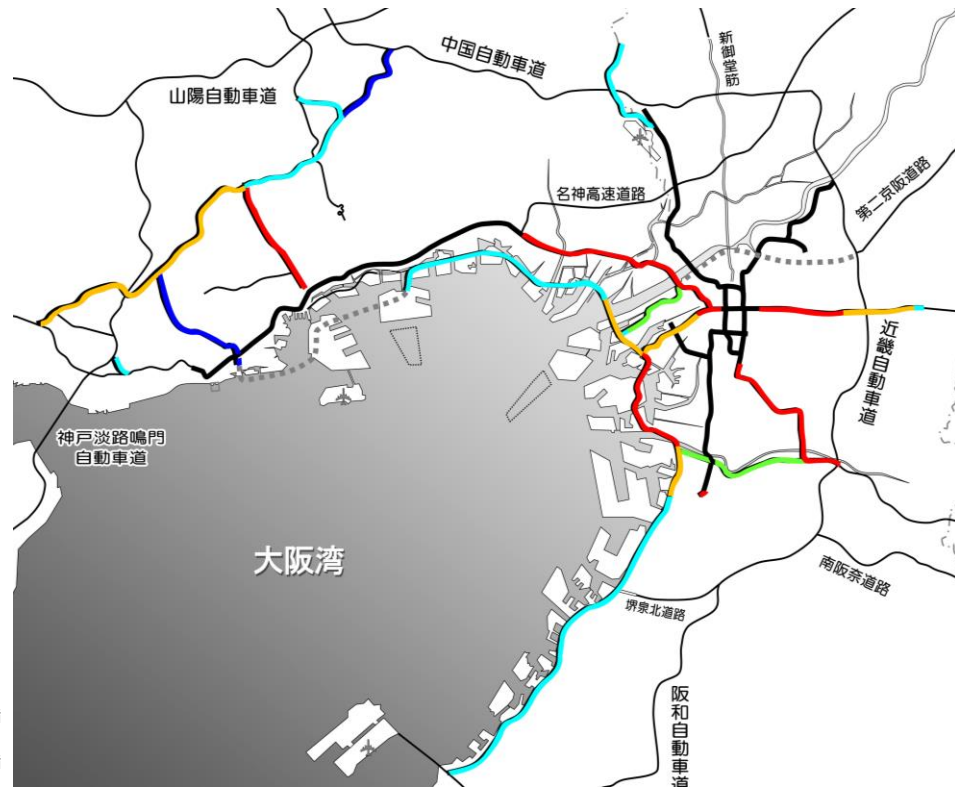 中国自動車道
新御堂筋
山陽自動車道
名神高速道路
第二京阪道路
近畿自動車道
神戸淡路鳴門
自動車道
大阪湾
南阪奈道路
堺泉北道路
阪和自動車道